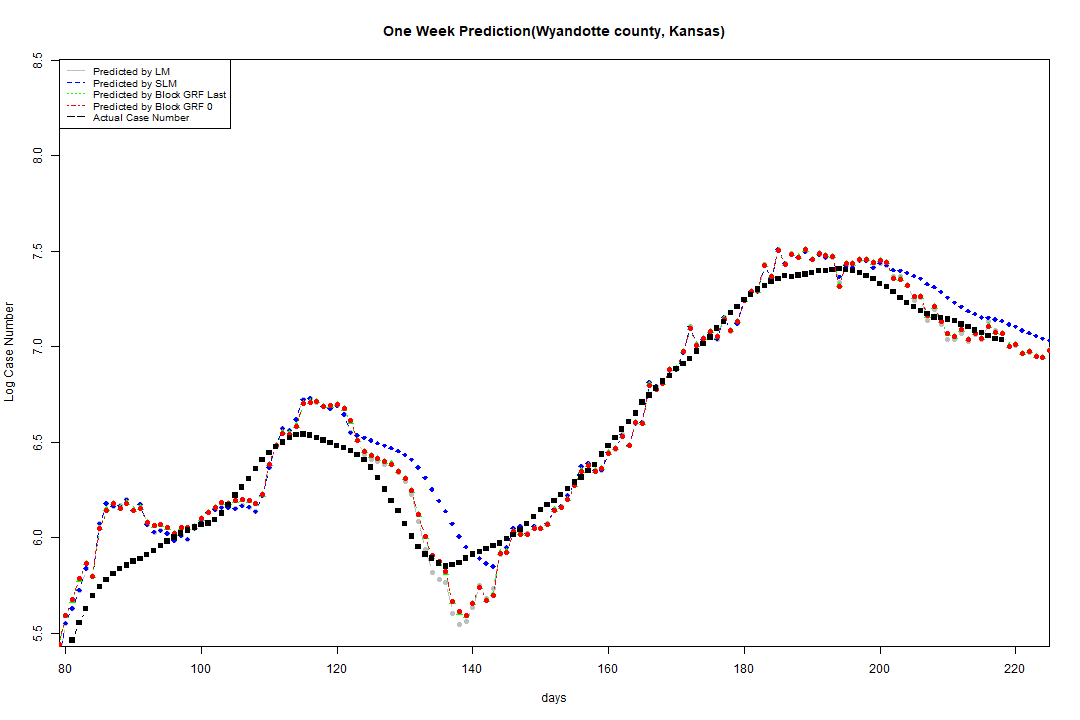 One Week Prediction(Wyandotte county, Kansas)
Predicted by LM
Predicted by SLM
Predicted by Block GRF Last
Predicted by Block GRF 0
Actual Case Number
8.5
8.0
7.5
7.0
6.5
6.0
5.5
Log Case Number
80 100 120 140 160 180 200 220
days